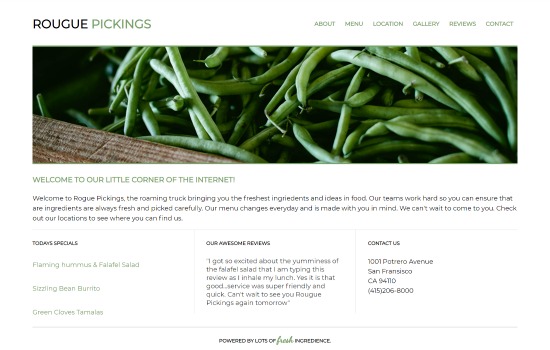 ROUGUE PICKINGS
ABOUT MENU LOCATION GALLERY REVIEWS CONTACT
WELCOME TO OUR LITTLE CORNER OF THE INTERNET!
Welcome to Rogue Pickings, the roaming truck bringing you the freshest ingriedents and ideas in food. Our teams work hard so you can ensure that
are ingredients are always fresh and picked carefully. Our menu changes everyday and is made with you in mind. We can't wait to come to you. Check
out our locations to see where you can find us.
TODAYS SPECIALS
Flaming hummus & Falafel Salad
Sizzling Bean Burrito
Green Cloves Tamalas
OUR AWESOME REVIEWS
"I got so excited about the yumminess of
the falafel salad that I am typing this
review as I inhale my lunch. Yes it is that
good...service was super friendly and
quick. Can't wait to see you Rougue
Pickings again tomorrow"
CONTACT US
1001 Potrero Avenue
San Fransisco
CA 94110
(415)206-8000
POWERED BY LOTS OF fresh INGREDIENCE.